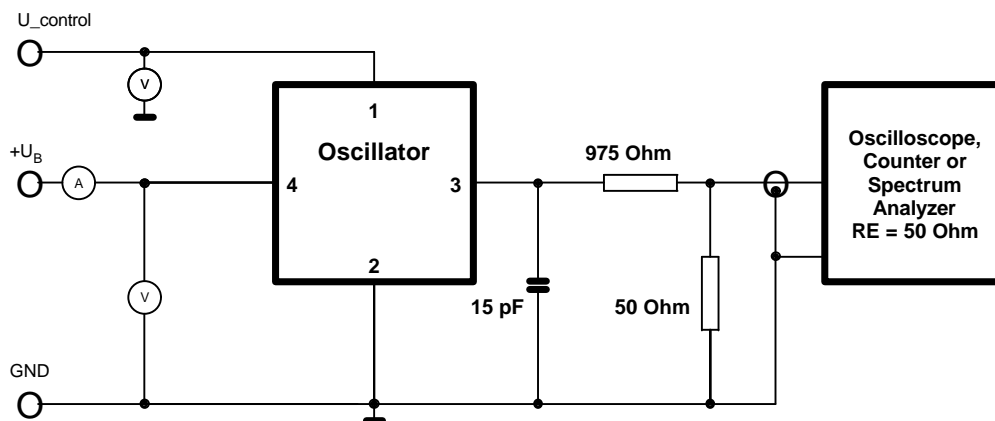 U_control
V
1
Oscillator
+U_B
A
4
3
975 Ohm
Oscilloscope,
Counter or
Spectrum
Analyzer
RE = 50 Ohm
2
V
15 pF
50 Ohm
GND